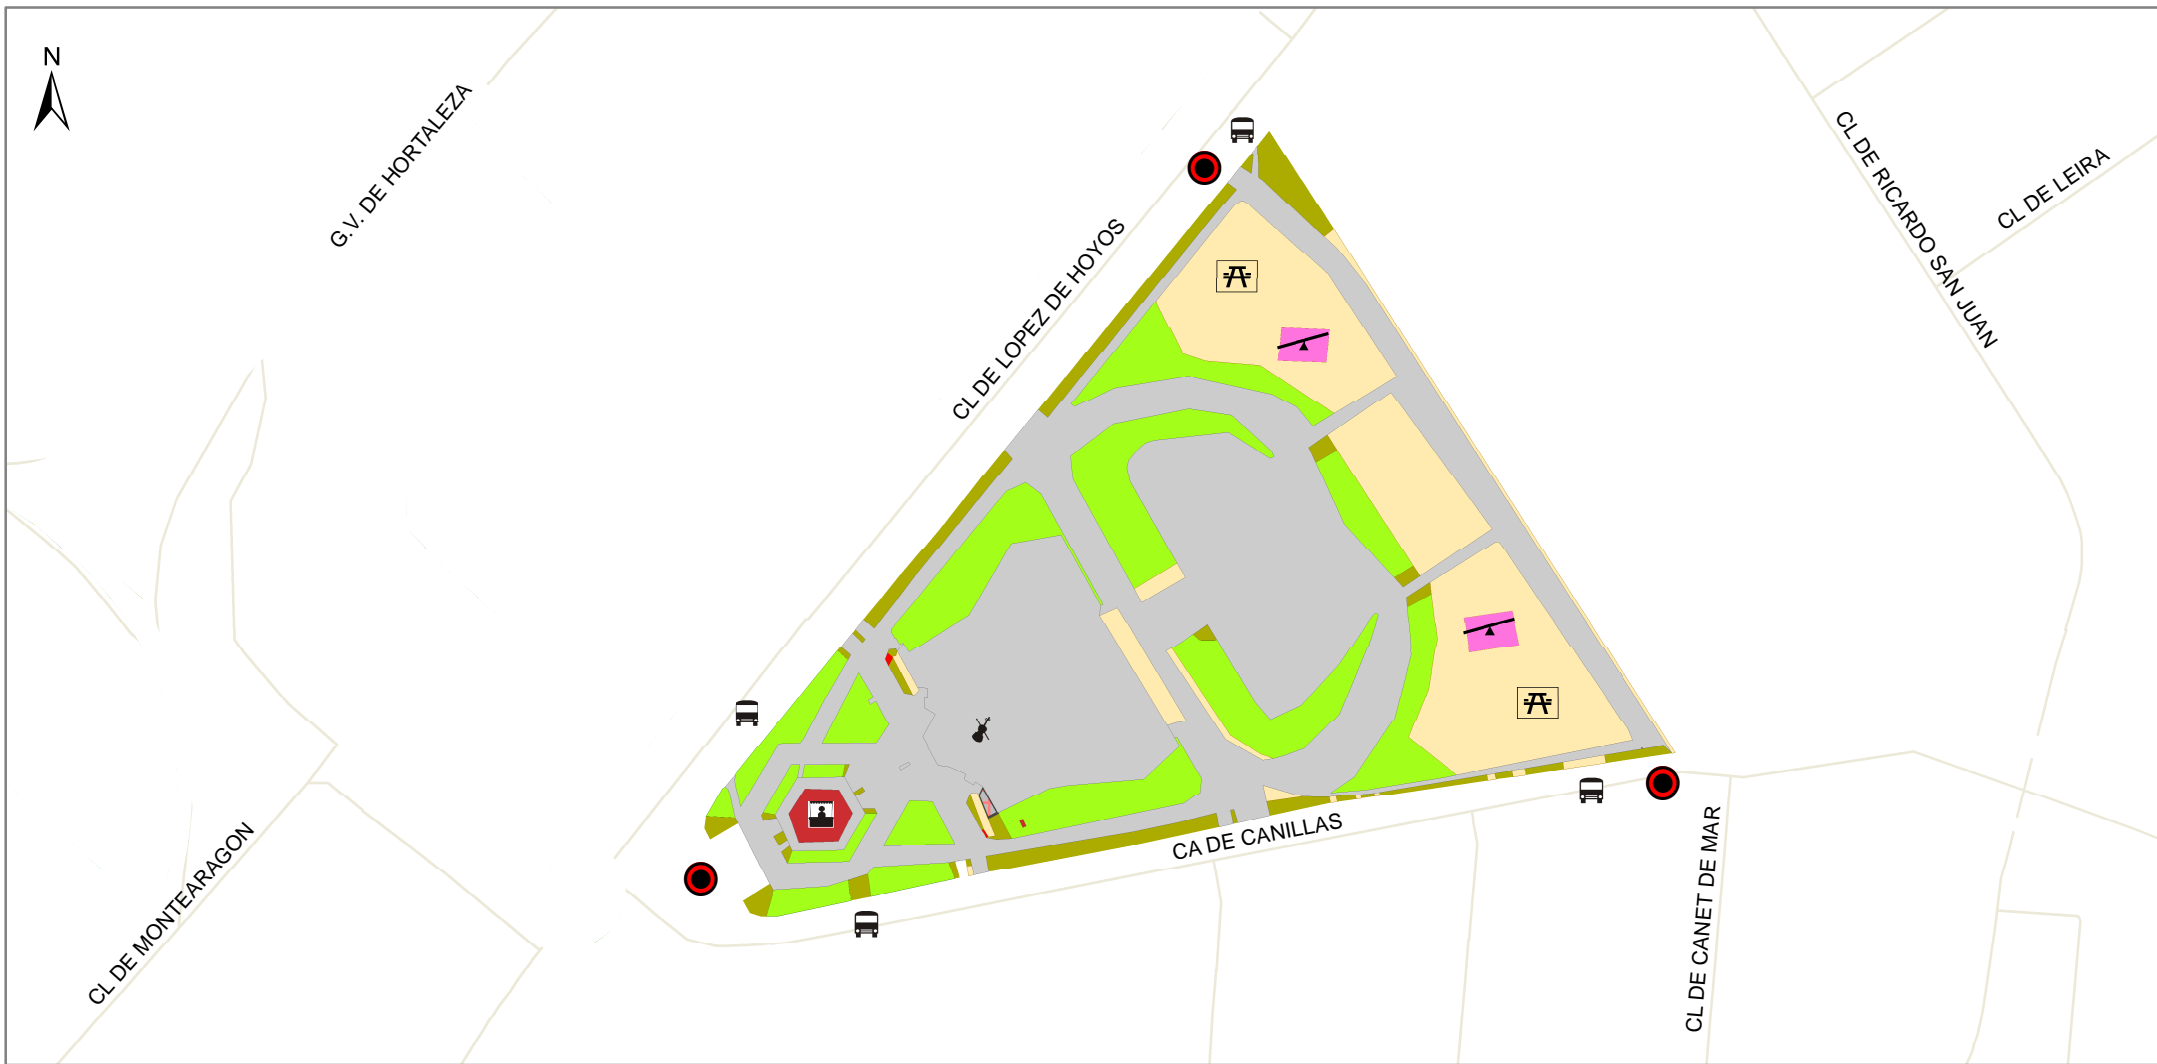 N
G.V. DE HORTALEZA
CL DE LOPEZ DE HOYOS
CL DE RICARDO SAN JUAN
CL DE LEIRA
CA DE CANILLAS
CL DE MONTEARAGON
CL DE CANET DE MAR